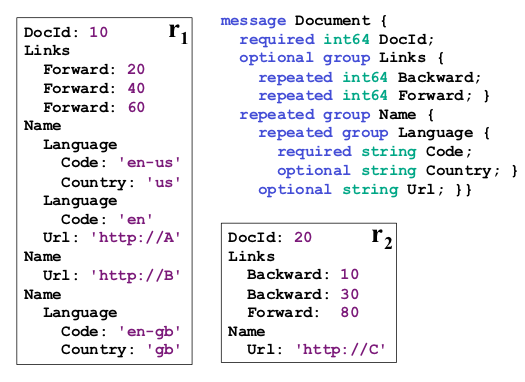 DocId: 10 r1
Links
Forward: 20
Forward: 40
Forward: 60
Name
Language
Code: 'en-us'
Country: 'us'
Language
Code: 'en'
Url: 'http://A'
Name
Url: 'http://B'
Name
Language
Code: 'en-gb'
Country: 'gb'
message Document {
required int64 DocId;
optional group Links {
repeated int64 Backward;
repeated int64 Forward; }
repeated group Name {
repeated group Language {
required string Code;
optional string Country; }
optional string Url; }}
DocId: 20 r2
Links
Backward: 10
Backward: 30
Forward: 80
Name
Url: 'http://C'